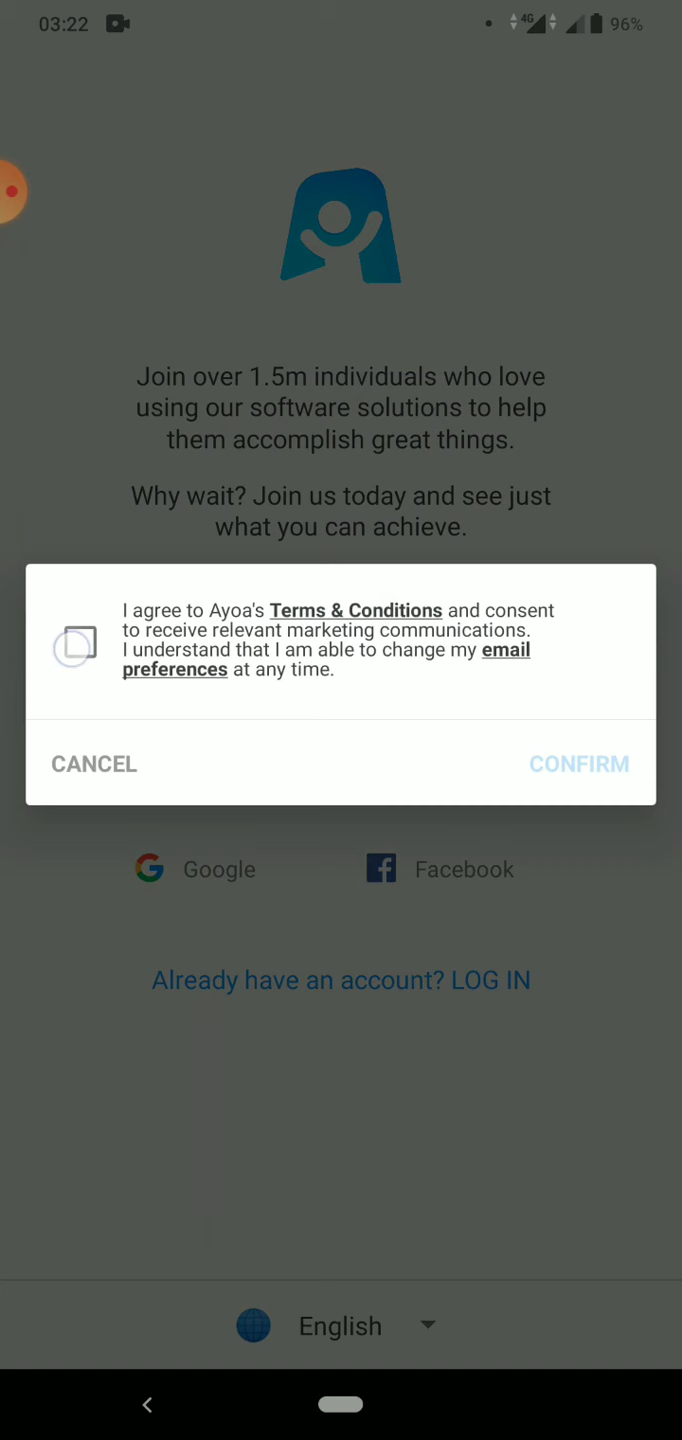 03:22
4G
96%
Join over 1.5m individuals who love
using our software solutions to help
them accomplish great things.
Why wait? Join us today and see just
what you can achieve.
I agree to Ayoa's Terms & Conditions and consent
to receive relevant marketing communications.
I understand that I am able to change my email
preferences at any time.
CANCEL
CONFIRM
Google
Facebook
Already have an account? LOG IN
English